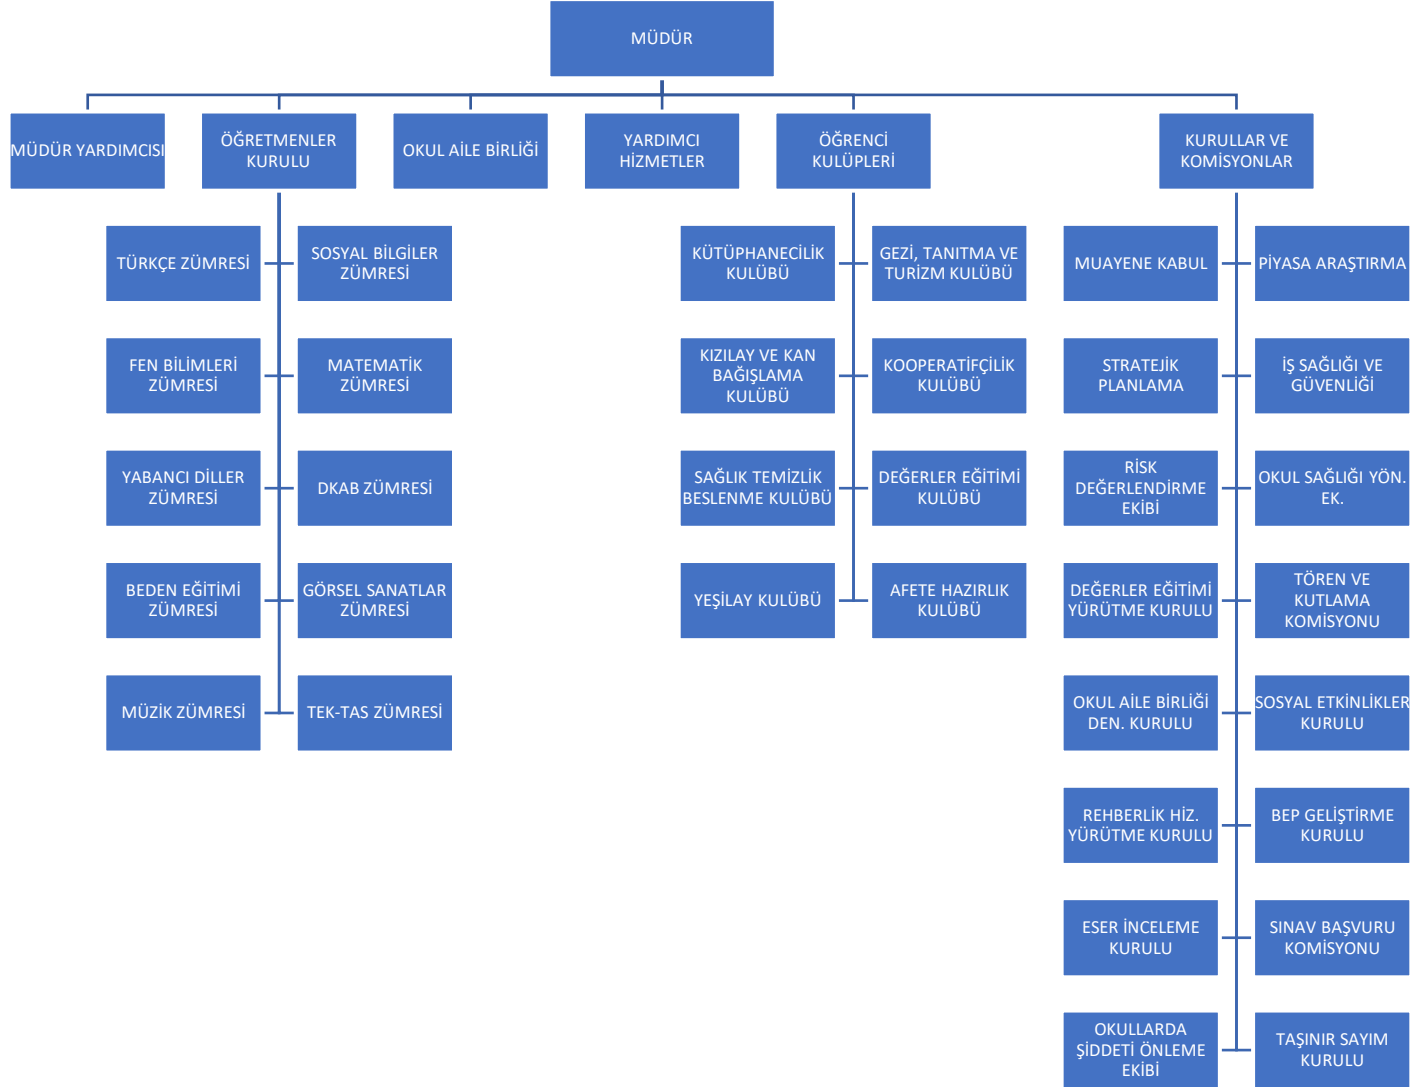 MÜDÜR
MÜDÜR YARDIMCISI
ÖĞRETMENLER
KURULU
OKUL AİLE BİRLİĞİ
YARDIMCI
HİZMETLER
ÖĞRENCİ
KULÜPLERİ
KURULLAR VE
KOMİSYONLAR
TÜRKÇE ZÜMRESİ
SOSYAL BİLGİLER
ZÜMRESİ
FEN BİLİMLERİ
ZÜMRESİ
MATEMATİK
ZÜMRESİ
YABANCI DİLLER
ZÜMRESİ
DKAB ZÜMRESİ
BEDEN EĞİTİMİ
ZÜMRESİ
GÖRSEL SANATLAR
ZÜMRESİ
MÜZİK ZÜMRESİ
TEK-TAS ZÜMRESİ
KÜTÜPHANECİLİK
KULÜBÜ
GEZİ, TANITMA VE
TURİZM KULÜBÜ
KIZILAY VE KAN
BAĞIŞLAMA
KULÜBÜ
KOOPERATİFÇİLİK
KULÜBÜ
SAĞLIK TEMİZLİK
BESLENME KULÜBÜ
DEĞERLER EĞİTİMİ
KULÜBÜ
YEŞİLAY KULÜBÜ
AFETE HAZIRLIK
KULÜBÜ
MUAYENE KABUL
PİYASA ARAŞTIRMA
STRATEJİK
PLANLAMA
İŞ SAĞLIĞI VE
GÜVENLİĞİ
RİSK
DEĞERLENDİRME
EKİBİ
OKUL SAĞLIĞI YÖN.
EK.
DEĞERLER EĞİTİMİ
YÜRÜTME KURULU
TÖREN VE
KUTLAMA
KOMİSYONU
OKUL AİLE BİRLİĞİ
DEN. KURULU
SOSYAL ETKİNLİKLER
KURULU
REHBERLİK HİZ.
YÜRÜTME KURULU
BEP GELİŞTİRME
KURULU
ESER İNCELEME
KURULU
SINAV BAŞVURU
KOMİSYONU
OKULLARDA
ŞİDDETİ ÖNLEME
EKİBİ
TAŞINIR SAYIM
KURULU